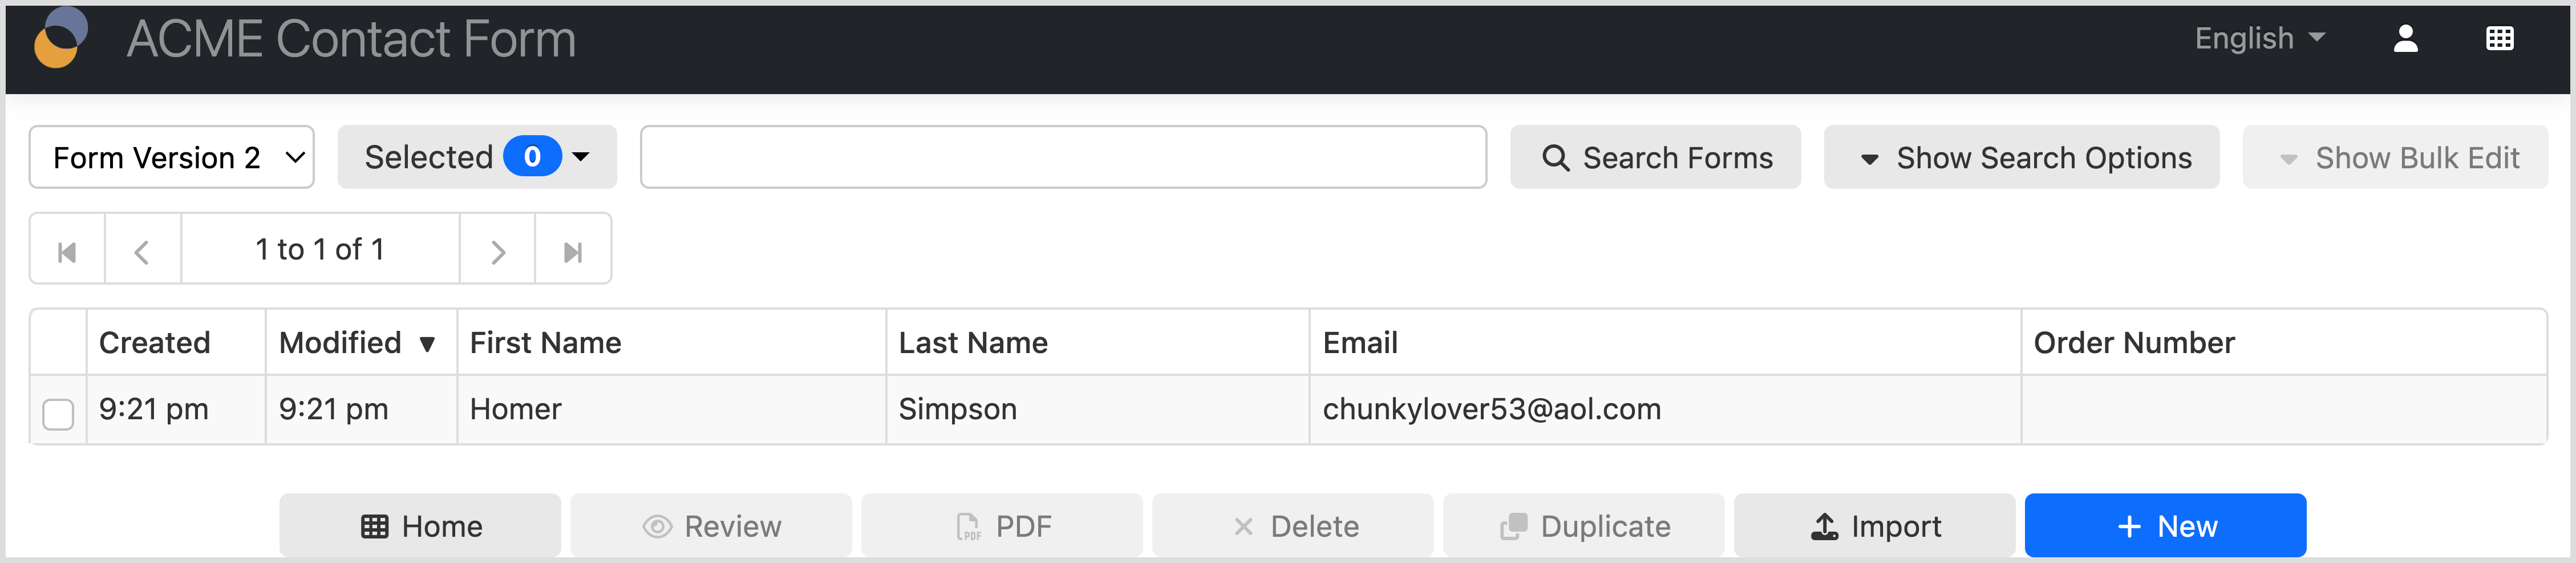 ACME Contact Form English
Form Version 2 Selected 0 Search Forms Show Search Options Show Bulk Edit
1 to 1 of 1
Created Modified ▼ First Name Last Name Email Order Number
9:21 pm 9:21 pm Homer Simpson chunkylover53@aol.com
Home Review PDF Delete Duplicate Import + New